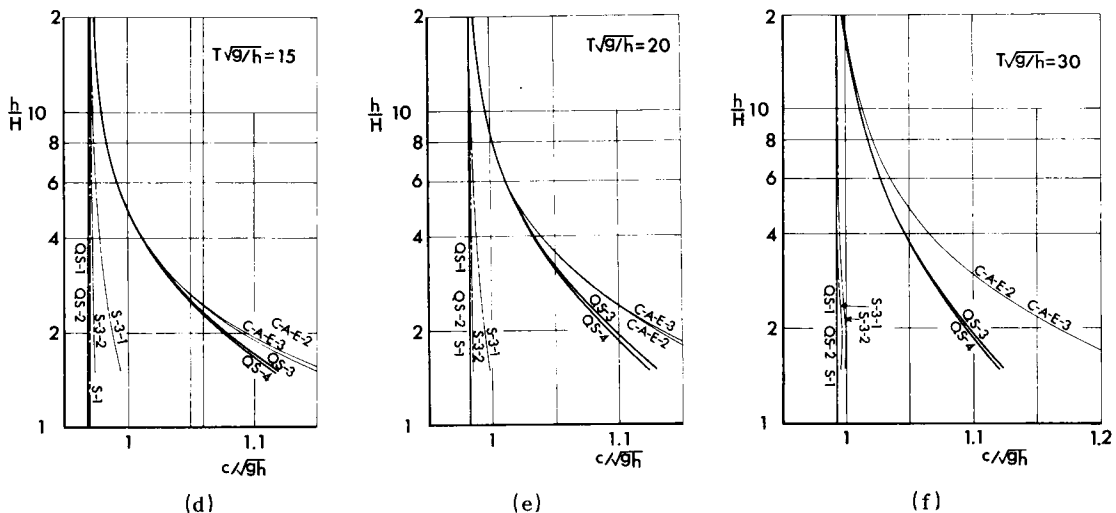 2
T√g/h=15
h/H
10
8
6
4
2
1
QS-1
QS-2
S-3-2
S-3-1
S-1
C-A-E-2
C-A-E-3
QS-3
QS-4
1
1.1
c/√gh
(d)
2
T√g/h=20
h/H
10
8
6
4
2
1
QS-1
QS-2
S-1
S-3-2
S-3-1
QS-3
QS-4
C-A-E-3
C-A-E-2
1
1.1
c/√gh
(e)
2
T√g/h=30
h/H
10
8
6
4
2
1
QS-1
QS-2
S-1
S-3-1
S-3-2
C-A-E-2
C-A-E-3
QS-3
QS-4
1
1.1
1.2
c/√gh
(f)